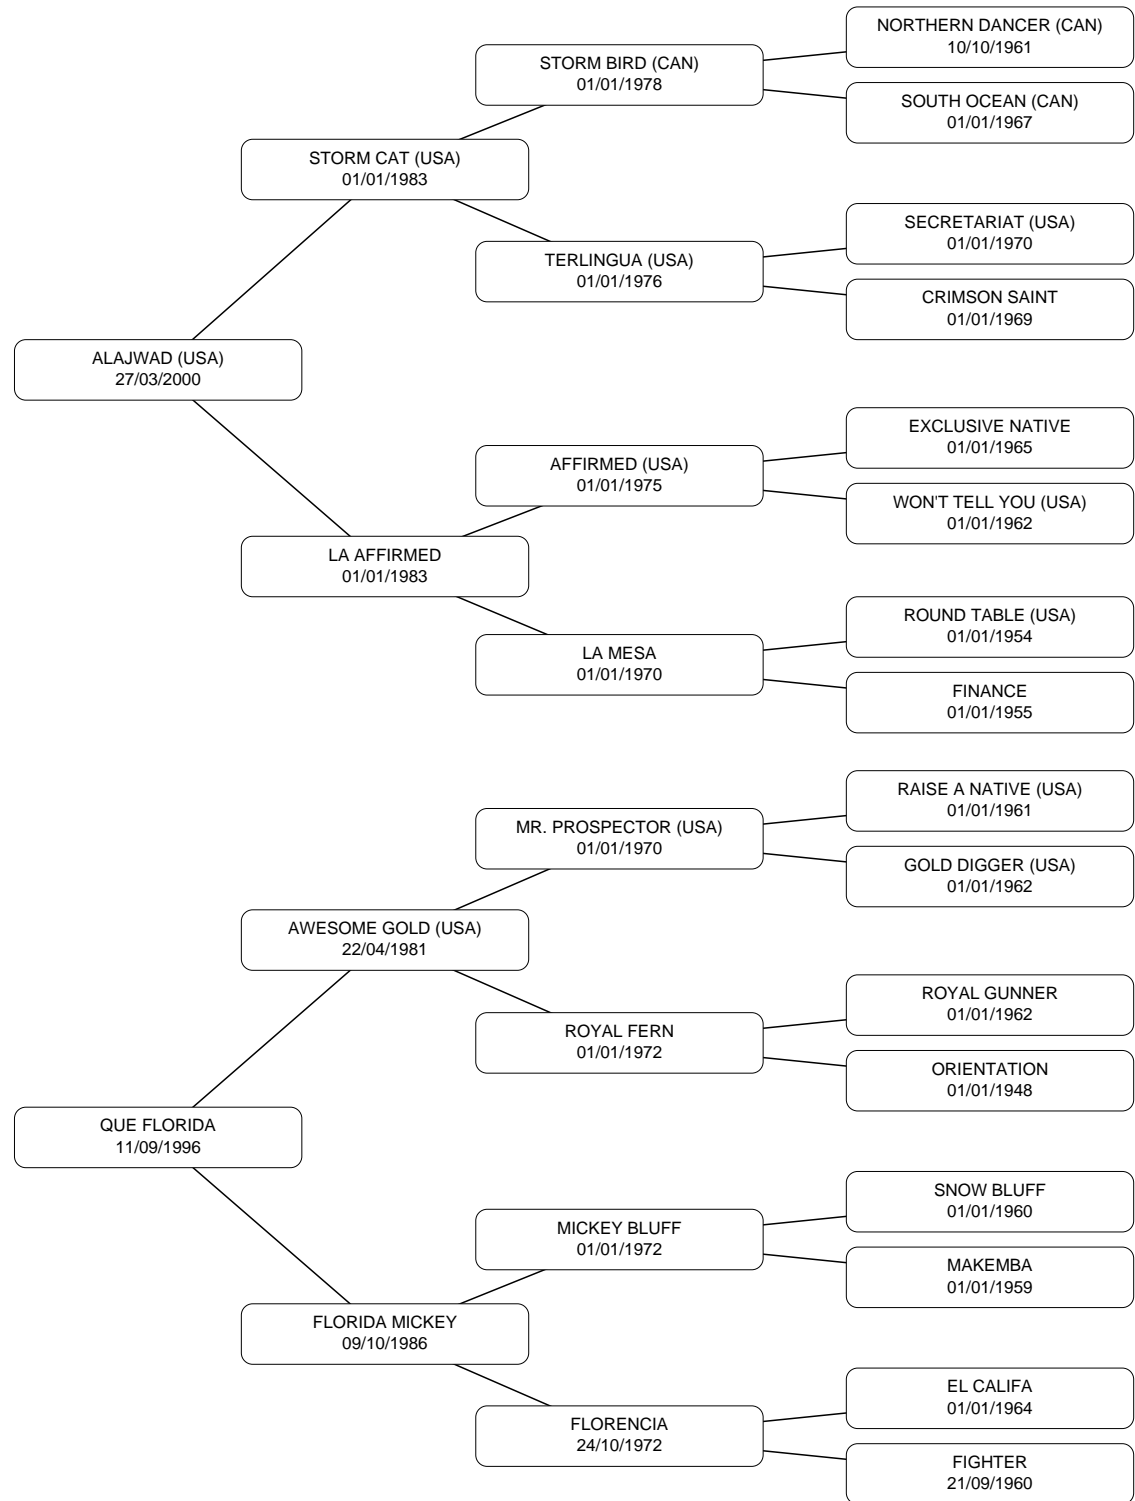 NORTHERN DANCER (CAN)
10/10/1961
STORM BIRD (CAN)
01/01/1978
SOUTH OCEAN (CAN)
01/01/1967
STORM CAT (USA)
01/01/1983
SECRETARIAT (USA)
01/01/1970
TERLINGUA (USA)
01/01/1976
CRIMSON SAINT
01/01/1969
ALAJWAD (USA)
27/03/2000
EXCLUSIVE NATIVE
01/01/1965
AFFIRMED (USA)
01/01/1975
WON'T TELL YOU (USA)
01/01/1962
LA AFFIRMED
01/01/1983
ROUND TABLE (USA)
01/01/1954
LA MESA
01/01/1970
FINANCE
01/01/1955
RAISE A NATIVE (USA)
01/01/1961
MR. PROSPECTOR (USA)
01/01/1970
GOLD DIGGER (USA)
01/01/1962
AWESOME GOLD (USA)
22/04/1981
ROYAL GUNNER
01/01/1962
ROYAL FERN
01/01/1972
ORIENTATION
01/01/1948
QUE FLORIDA
11/09/1996
SNOW BLUFF
01/01/1960
MICKEY BLUFF
01/01/1972
MAKEMBA
01/01/1959
FLORIDA MICKEY
09/10/1986
EL CALIFA
01/01/1964
FLORENCIA
24/10/1972
FIGHTER
21/09/1960